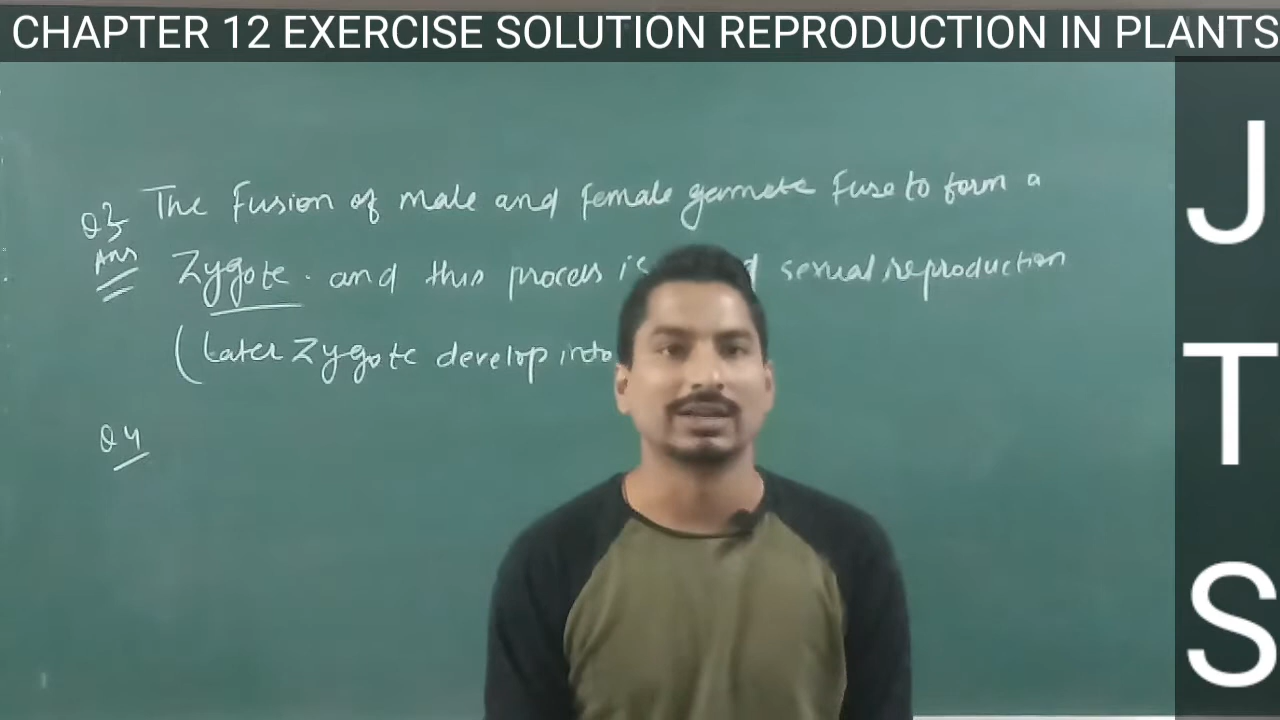 CHAPTER 12 EXERCISE SOLUTION REPRODUCTION IN PLANTS
Q3 The Fusion of male and female gamete fuse to form a
Ans Zygote. and this process is sexual reproduction
(Later Zygote develop into
Q4
J
T
S